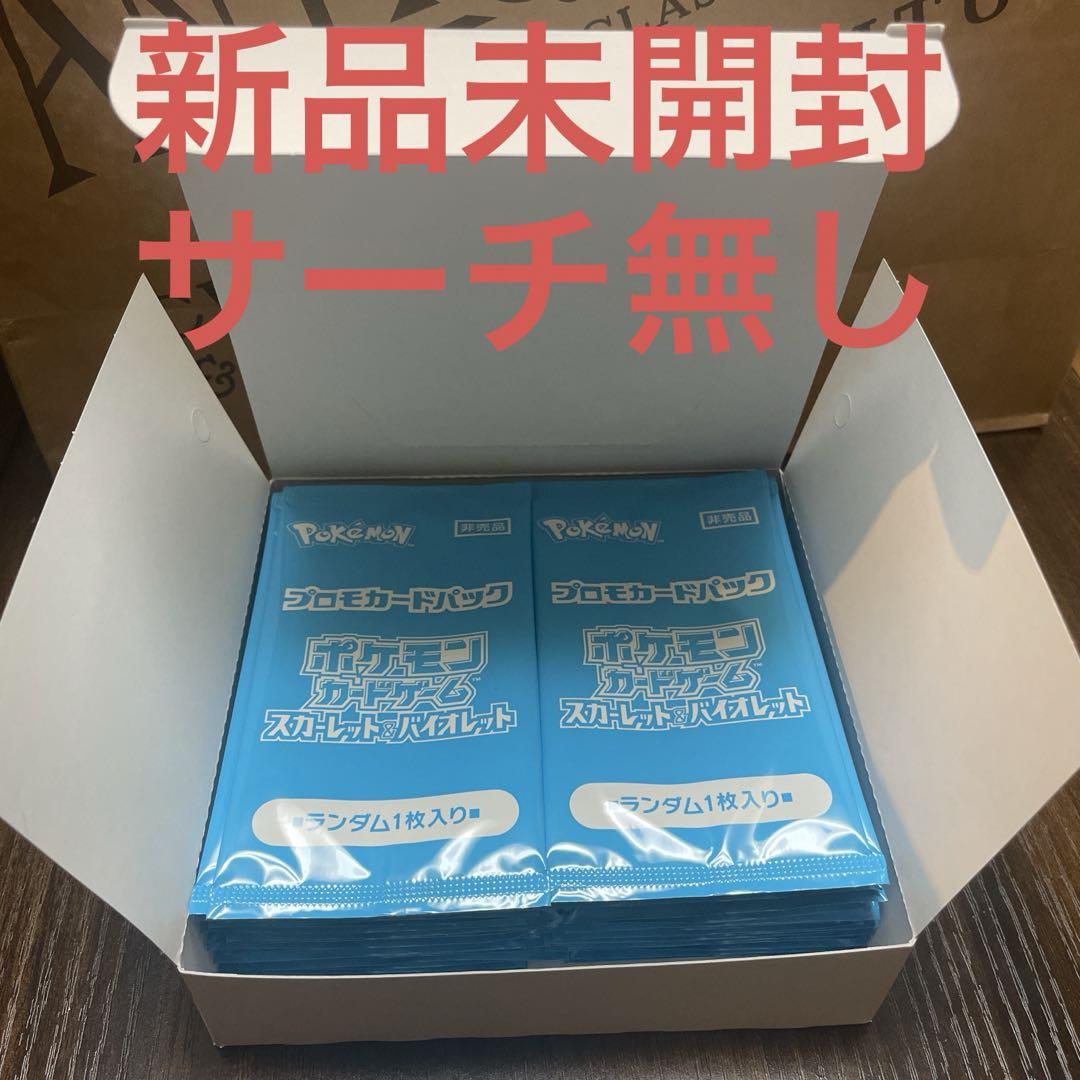 CLAS
新品未開封
サーチ無し
&
POKÉMON
非売品
プロモカードパック
ポケモン
カードゲーム™
スカーレット&バイオレット
■ランダム1枚入り■
POKÉMON
非売品
プロモカードパック
ポケモン
カードゲーム™
スカーレット&バイオレット
■ランダム1枚入り■